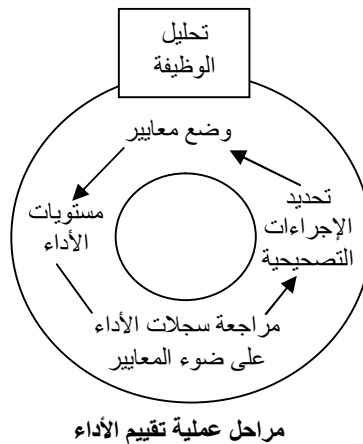 تحليل
الوظيفة
وضع معايير
مستويات
الأداء
مراجعة سجلات الأداء
على ضوء المعايير
تحديد
الإجراءات
التصحيحية
مراحل عملية تقييم الأداء